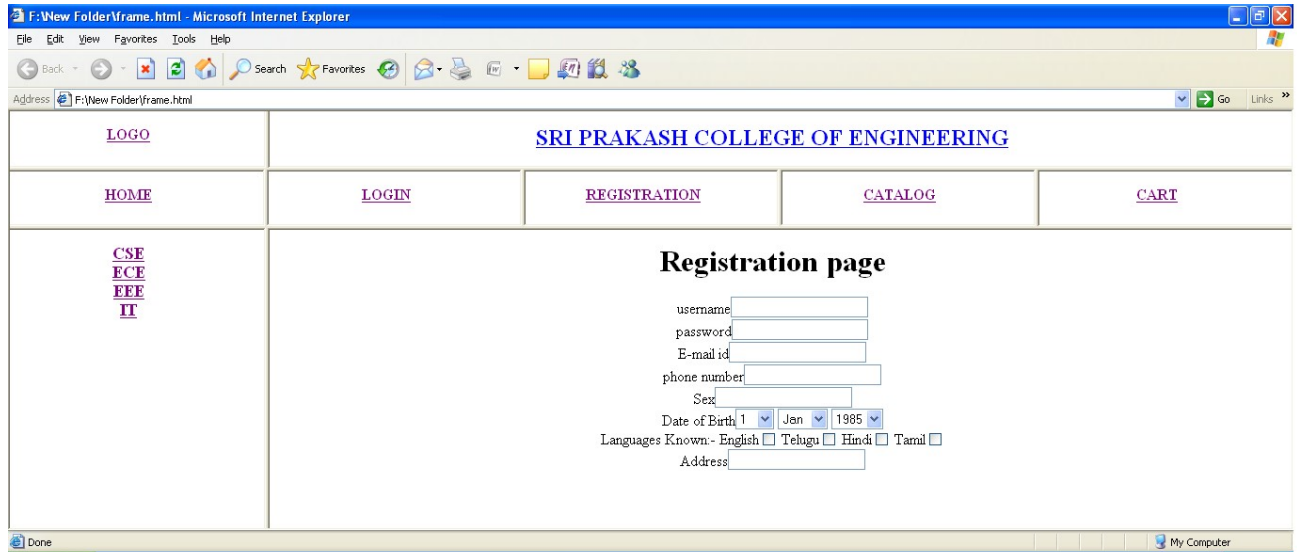 F:\New Folder\frame.html - Microsoft Internet Explorer
File Edit View Favorites Tools Help
Back Search Favorites
Address F:\New Folder\frame.html Go Links »
LOGO SRI PRAKASH COLLEGE OF ENGINEERING
HOME LOGIN REGISTRATION CATALOG CART
CSE
ECE
EEE
IT
Registration page
username
password
E-mail id
phone number
Sex
Date of Birth 1 Jan 1985
Languages Known:- English Telugu Hindi Tamil
Address
Done My Computer